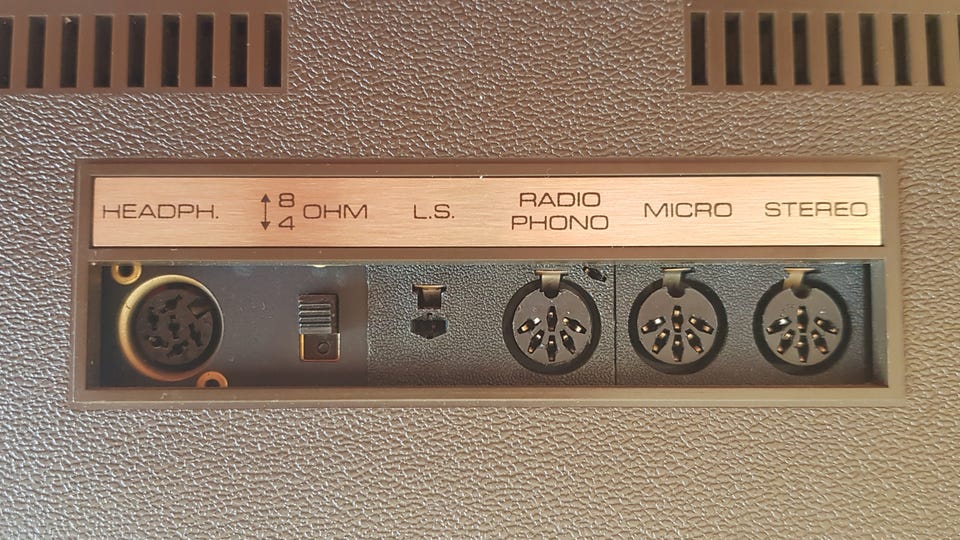 HEADPH.
8
4
OHM
L.S.
RADIO
PHONO
MICRO
STEREO